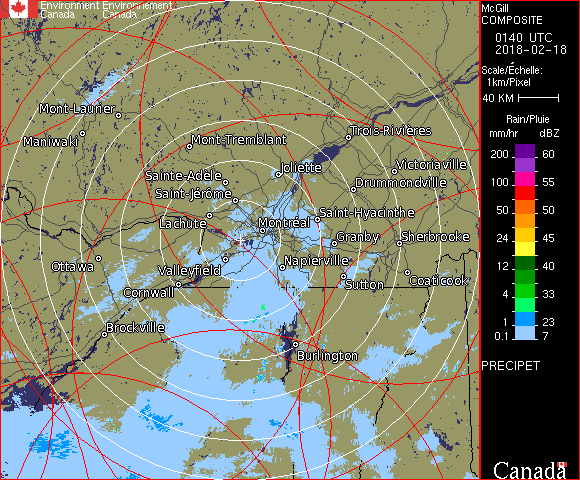 Environment Environnement
Canada Canada
McGill
COMPOSITE
0140 UTC
2018-02-18
Scale/Échelle:
1km/Pixel
40 KM
Rain/Pluie
mm/hr dBZ
200 60
100 55
50 50
24 45
12 40
4 33
1 23
0.1 7
PRECIPET
Canada
Mont-Laurier
Maniwaki
Mont-Tremblant
Trois-Rivières
Joliette
Victoriaville
Sainte-Adèle
Drummondville
Saint-Jérôme
Lachute
Saint-Hyacinthe
Montréal
Granby
Sherbrooke
Ottawa
Valleyfield
Napierville
Cornwall
Sutton
Coaticook
Brockville
Burlington